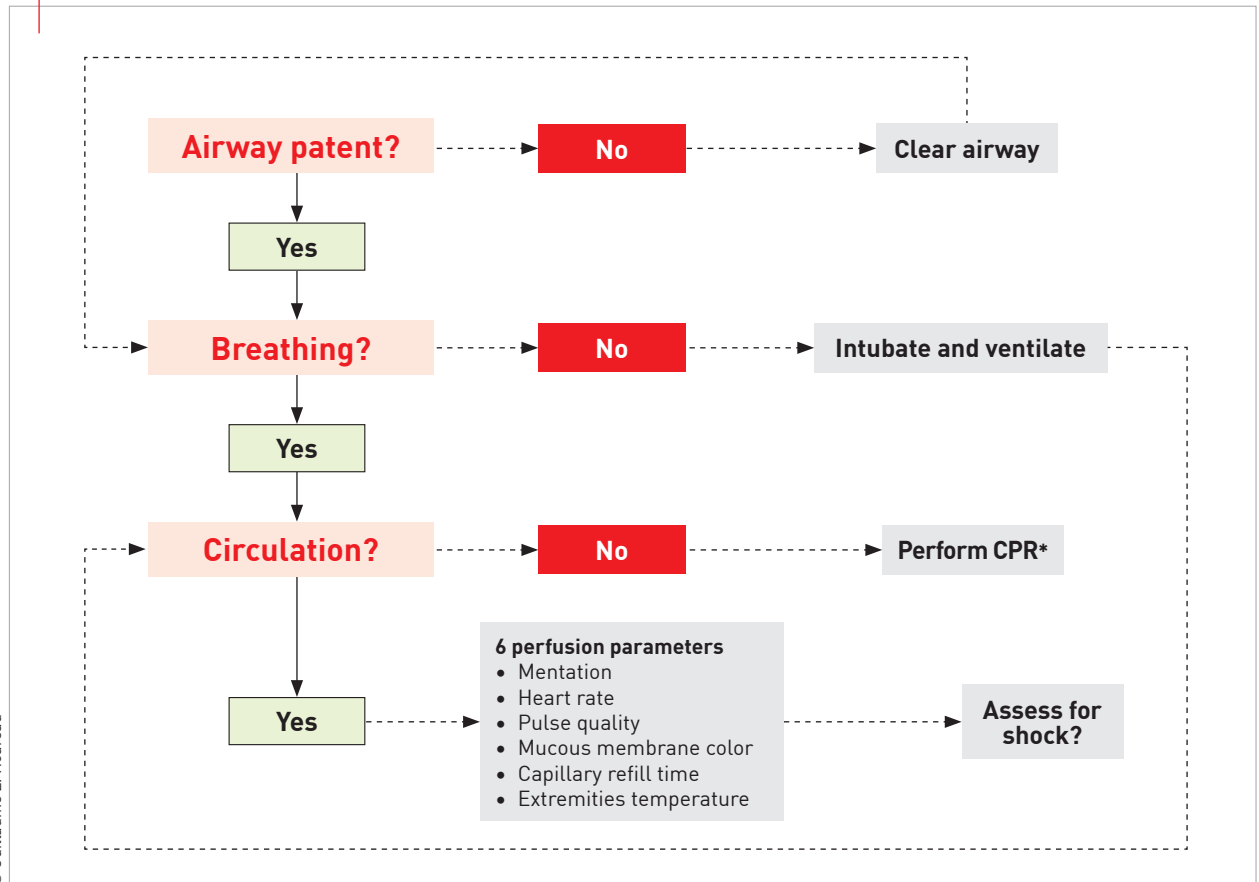 Airway patent?
No
Clear airway
Yes
Breathing?
No
Intubate and ventilate
Yes
Circulation?
No
Perform CPR*
Yes
6 perfusion parameters
• Mentation
• Heart rate
• Pulse quality
• Mucous membrane color
• Capillary refill time
• Extremities temperature
Assess for
shock?